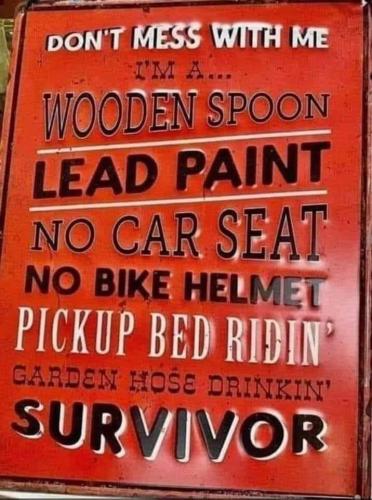 DON'T MESS WITH ME
I'M A...
WOODEN SPOON
LEAD PAINT
NO CAR SEAT
NO BIKE HELMET
PICKUP BED RIDIN'
GARDEN HOSE DRINKIN'
SURVIVOR